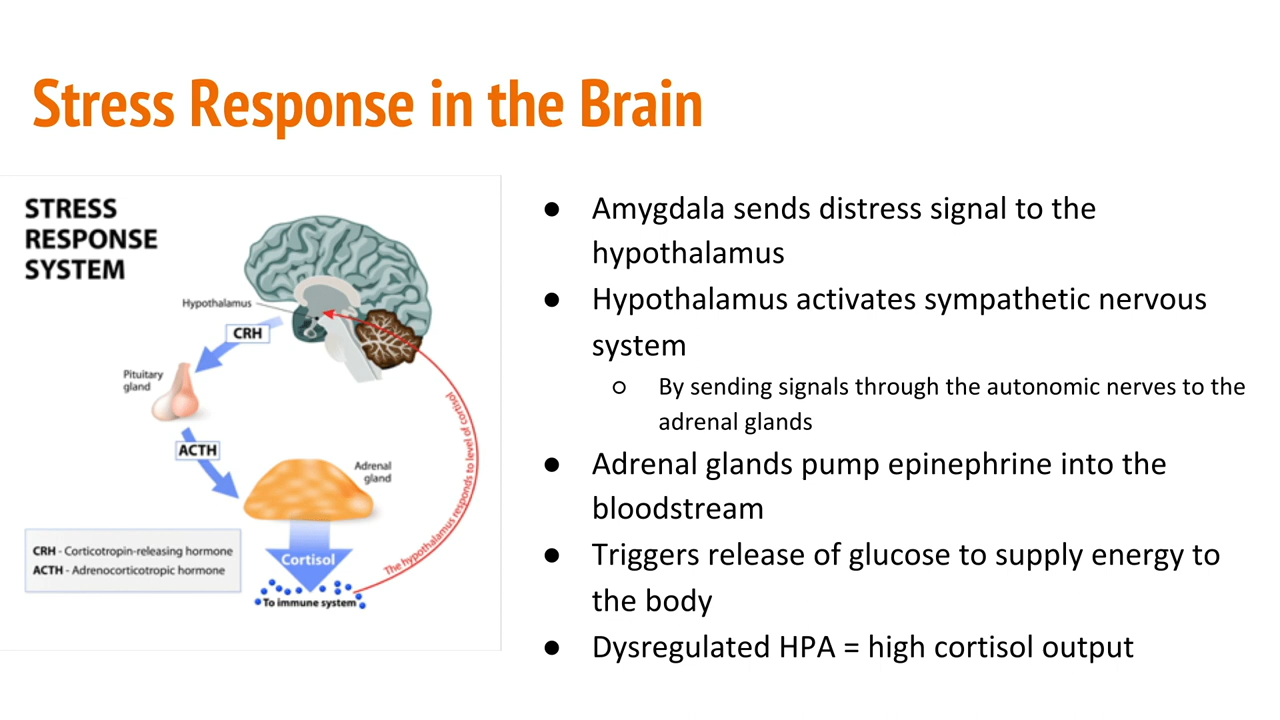 Stress Response in the Brain
STRESS
RESPONSE
SYSTEM
Hypothalamus
CRH
Pituitary
gland
ACTH
Adrenal
gland
The hypothalamus responds to level of cortisol
CRH - Corticotropin-releasing hormone
ACTH - Adrenocorticotropic hormone
Cortisol
To immune system
● Amygdala sends distress signal to the
hypothalamus
● Hypothalamus activates sympathetic nervous
system
○ By sending signals through the autonomic nerves to the
adrenal glands
● Adrenal glands pump epinephrine into the
bloodstream
● Triggers release of glucose to supply energy to
the body
● Dysregulated HPA = high cortisol output